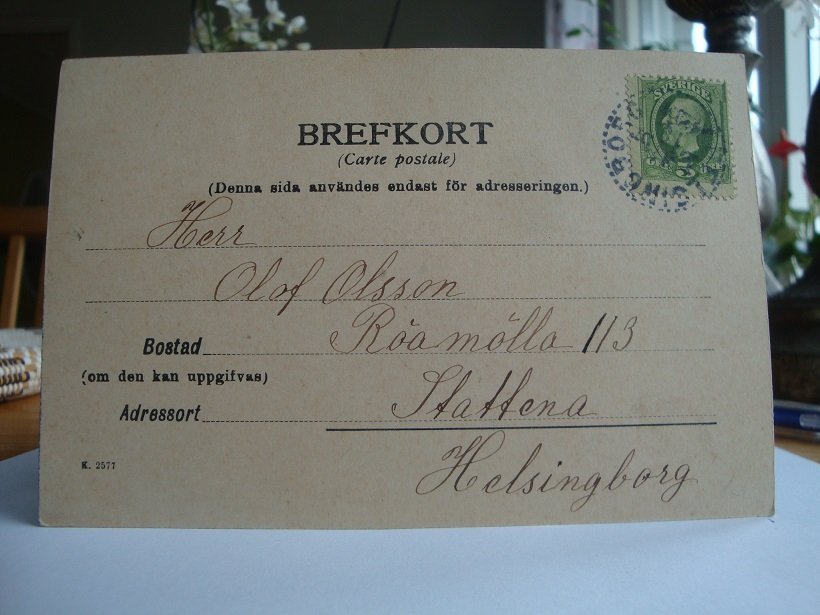 BREFKORT
(Carte postale)
(Denna sida användes endast för adresseringen.)
SVERIGE
Herr
Olof Olsson
Bostad Röamölla 113
(om den kan uppgifvas)
Adressort Stattena
Helsingborg
K. 2577